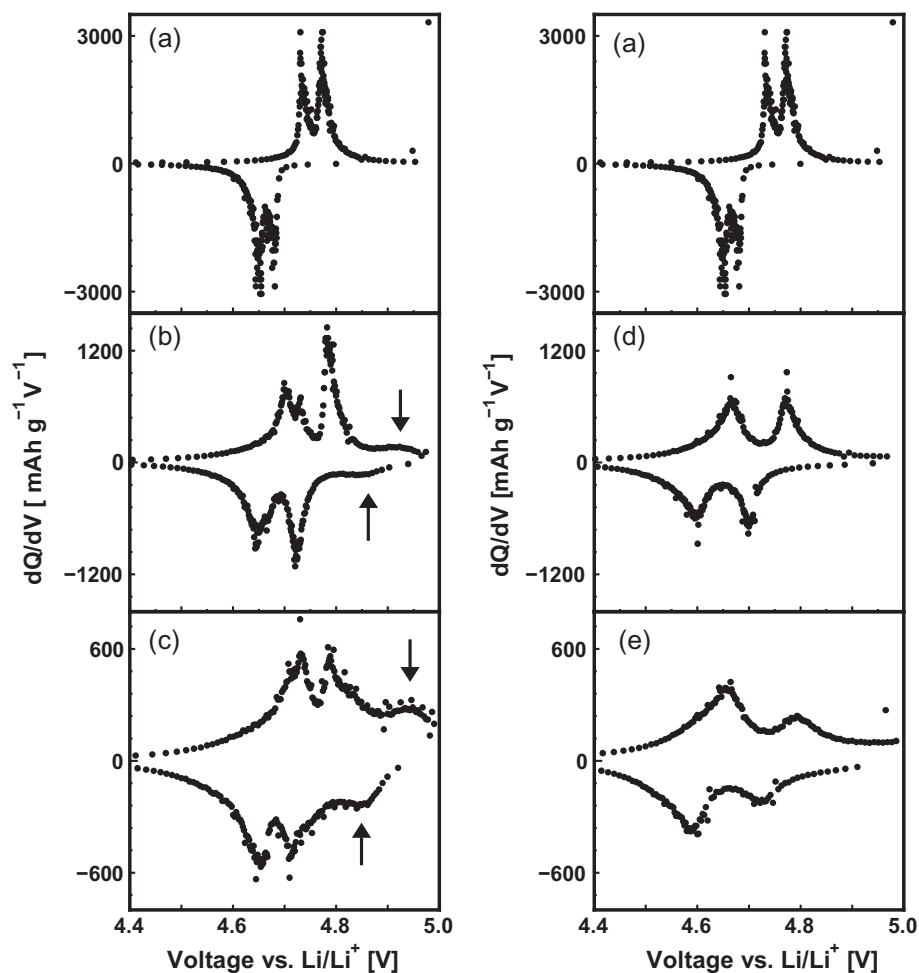 (a)
3000
0
−3000
(b)
1200
0
−1200
(c)
600
0
−600
4.4 4.6 4.8 5.0
dQ/dV [ mAh g−1 V−1]
Voltage vs. Li/Li+ [V]
(a)
3000
0
−3000
(d)
1200
0
−1200
(e)
600
0
−600
4.4 4.6 4.8 5.0
dQ/dV [mAh g−1 V−1]
Voltage vs. Li/Li+ [V]